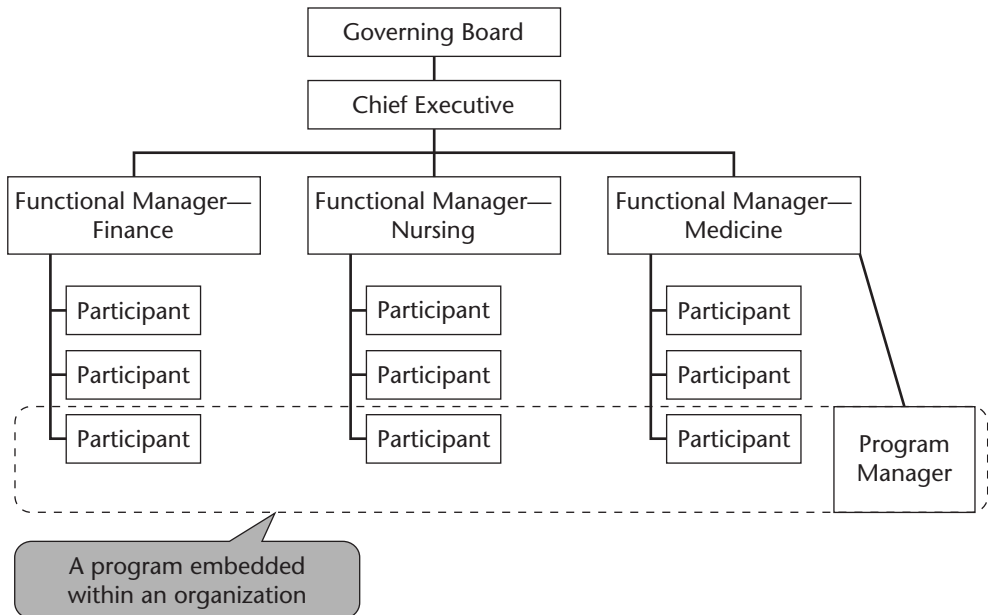 Governing Board
Chief Executive
Functional Manager—
Finance
Functional Manager—
Nursing
Functional Manager—
Medicine
Participant
Participant
Participant
Participant
Participant
Participant
Participant
Participant
Participant
Program
Manager
A program embedded
within an organization